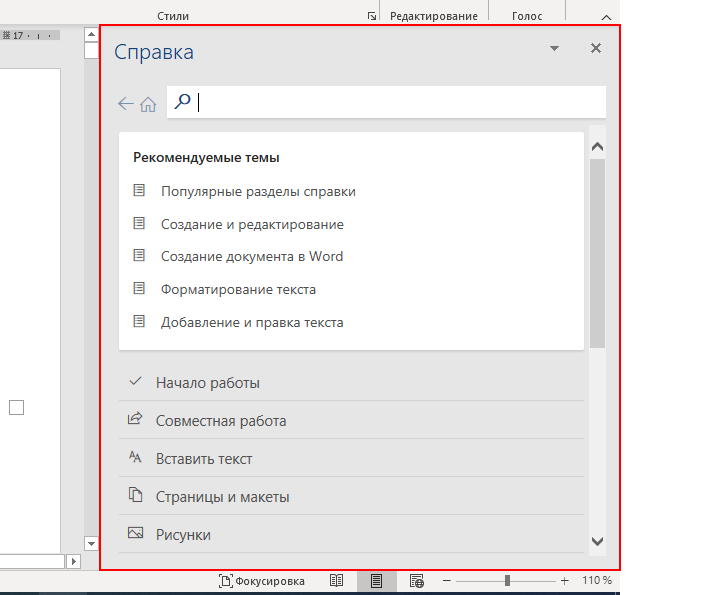 Стили
Редактирование
Голос
17
Справка
Рекомендуемые темы
Популярные разделы справки
Создание и редактирование
Создание документа в Word
Форматирование текста
Добавление и правка текста
Начало работы
Совместная работа
Вставить текст
Страницы и макеты
Рисунки
Фокусировка
110 %